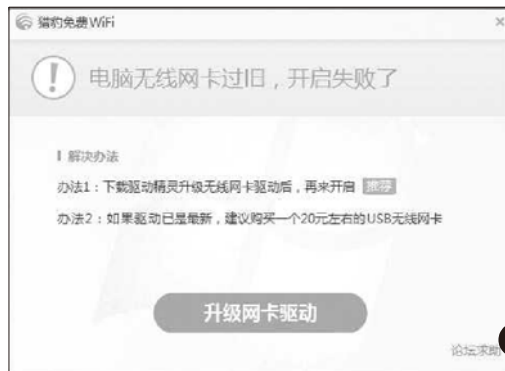 猎豹免费WiFi
电脑无线网卡过旧，开启失败了
解决办法
办法1：下载驱动精灵升级无线网卡驱动后，再来开启 推荐
办法2：如果驱动已是最新，建议购买一个20元左右的USB无线网卡
升级网卡驱动
论坛求助